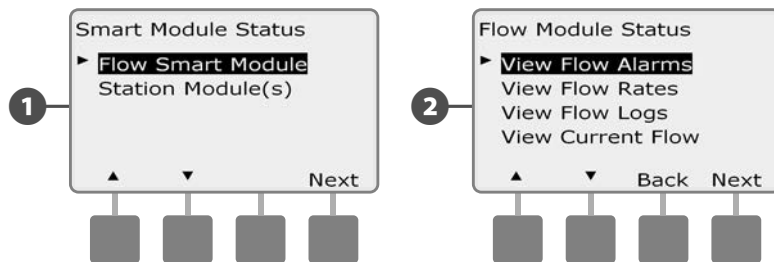 Smart Module Status
► Flow Smart Module
Station Module(s)
▲ ▼ Next
1
Flow Module Status
► View Flow Alarms
View Flow Rates
View Flow Logs
View Current Flow
▲ ▼ Back Next
2